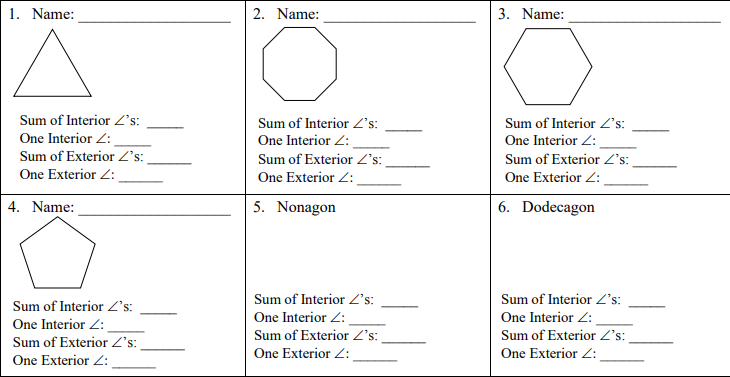 1. Name: ____________________
Sum of Interior ∠’s: _____
One Interior ∠: _____
Sum of Exterior ∠’s: ______
One Exterior ∠: ______
2. Name: ____________________
Sum of Interior ∠’s: _____
One Interior ∠: _____
Sum of Exterior ∠’s: ______
One Exterior ∠: ______
3. Name: ____________________
Sum of Interior ∠’s: _____
One Interior ∠: _____
Sum of Exterior ∠’s: ______
One Exterior ∠: ______
4. Name: ____________________
Sum of Interior ∠’s: _____
One Interior ∠: _____
Sum of Exterior ∠’s: ______
One Exterior ∠: ______
5. Nonagon
Sum of Interior ∠’s: _____
One Interior ∠: _____
Sum of Exterior ∠’s: ______
One Exterior ∠: ______
6. Dodecagon
Sum of Interior ∠’s: _____
One Interior ∠: _____
Sum of Exterior ∠’s: ______
One Exterior ∠: ______